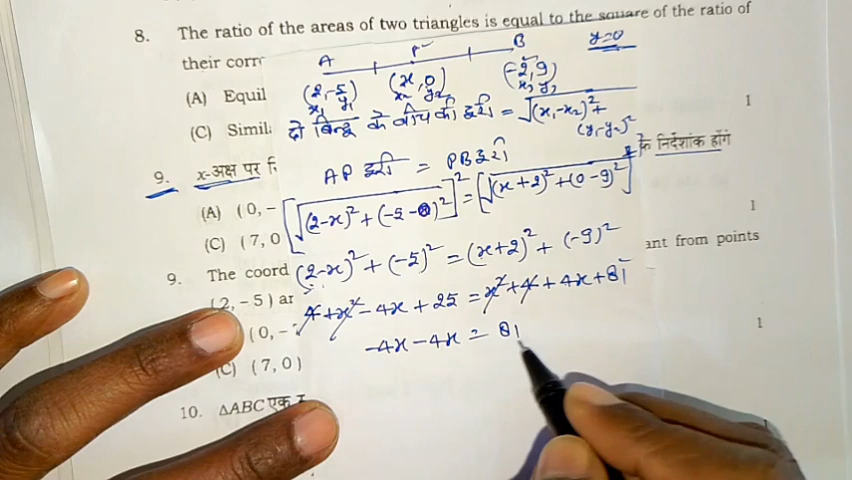 8. The ratio of the areas of two triangles is equal to the square of the ratio of
their corr
A P B y=0
(2,-5) (x,0) (-2,9)
x₁ y₁ x₂ y₂
(A) Equil
दो बिन्दू के बीच की दूरी = √(x₁-x₂)²+
(y₁-y₂)²
1
(C) Simil
AP दूरी = PB दूरी
9. x-अक्ष पर
के निर्देशांक होंगे
(A) (0, –
[√(2-x)²+(-5-0)²]² = [√(x+2)²+(0-9)²]²
(C) (7, 0
1
(2-x)²+(-5)² = (x+2)²+(-9)²
9. The coord
ant from points
(2, – 5) an
4+x²-4x+25 = x²+4+4x+81
(0, –
-4x-4x = 81
1
(C) (7, 0)
10. ΔABC एक